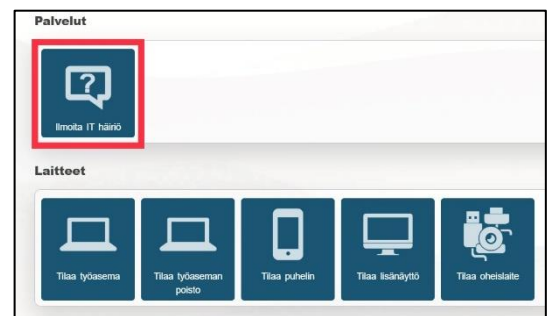 Palvelut
?
Ilmoita IT häiriö
Laitteet
Tilaa työasema
Tilaa työaseman
poisto
Tilaa puhelin
Tilaa lisänäyttö
Tilaa oheislaite